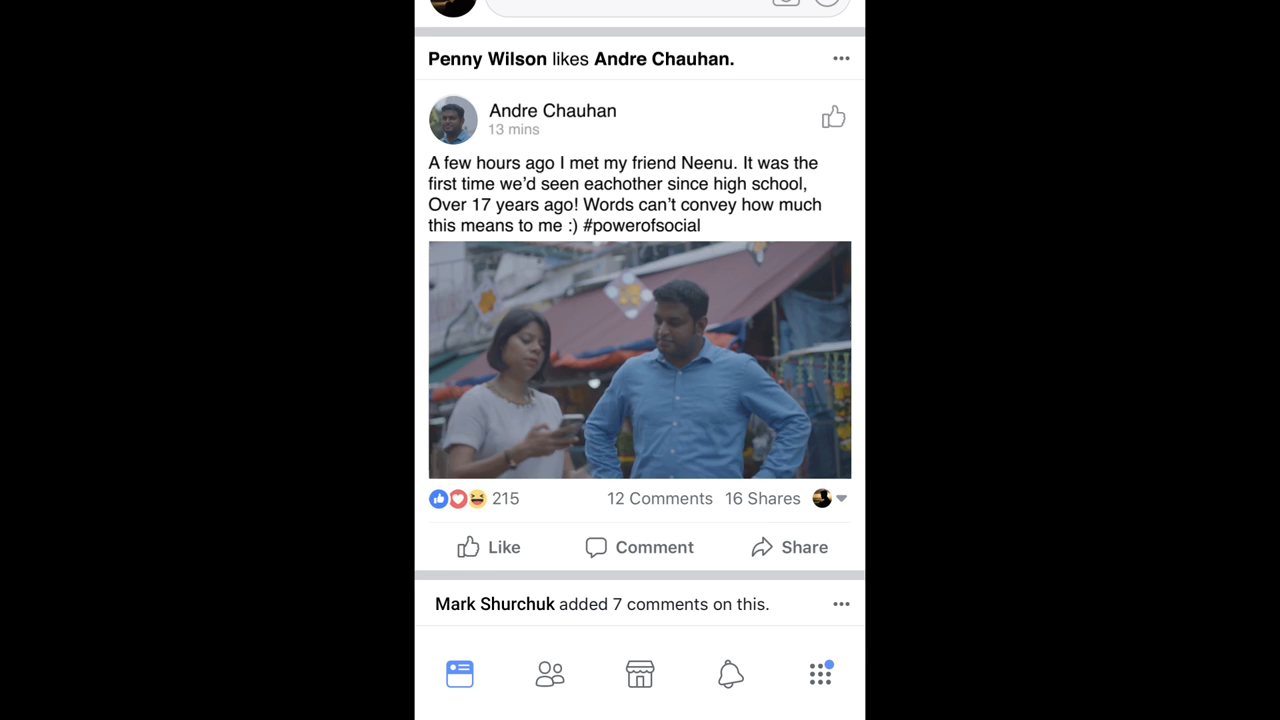 Penny Wilson likes Andre Chauhan.
Andre Chauhan
13 mins
A few hours ago I met my friend Neenu. It was the
first time we’d seen eachother since high school,
Over 17 years ago! Words can’t convey how much
this means to me :) #powerofsocial
215 12 Comments 16 Shares
Like Comment Share
Mark Shurchuk added 7 comments on this.